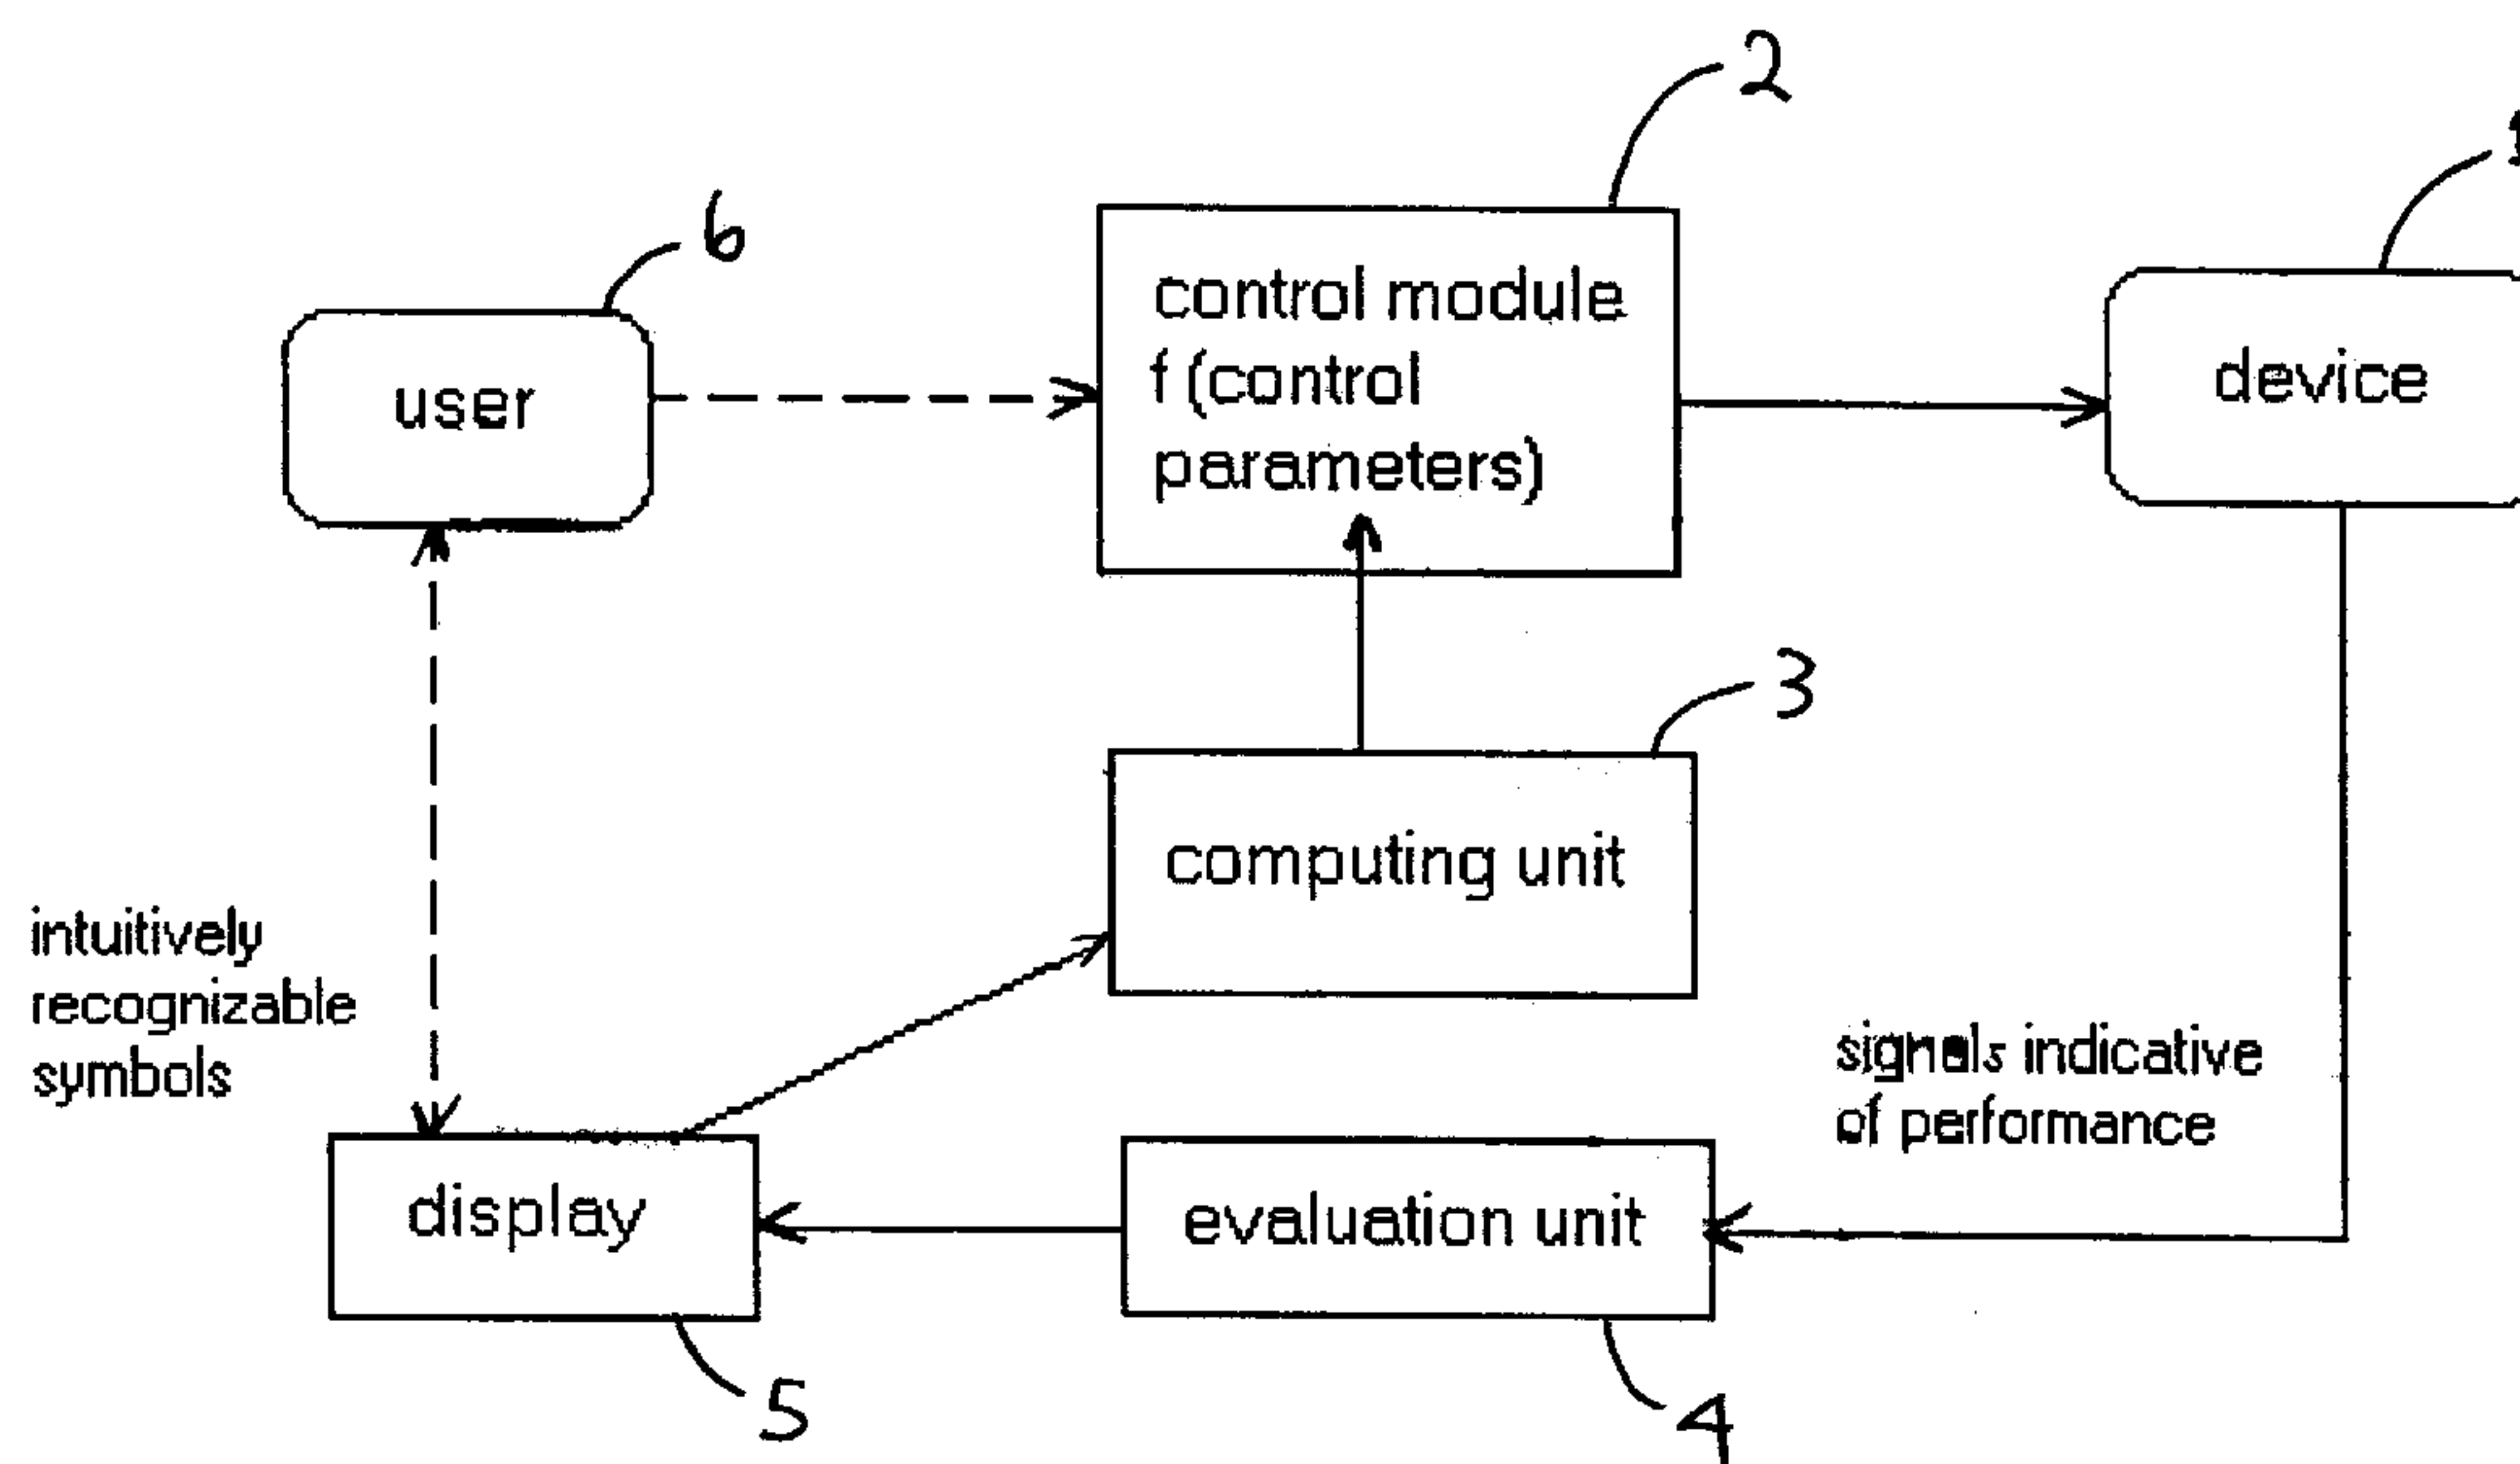 2
6
control module
f (control
parameters)
user
device
3
computing unit
intuitively
recognizable
symbols
signals indicative
of performance
display
evaluation unit
5
4